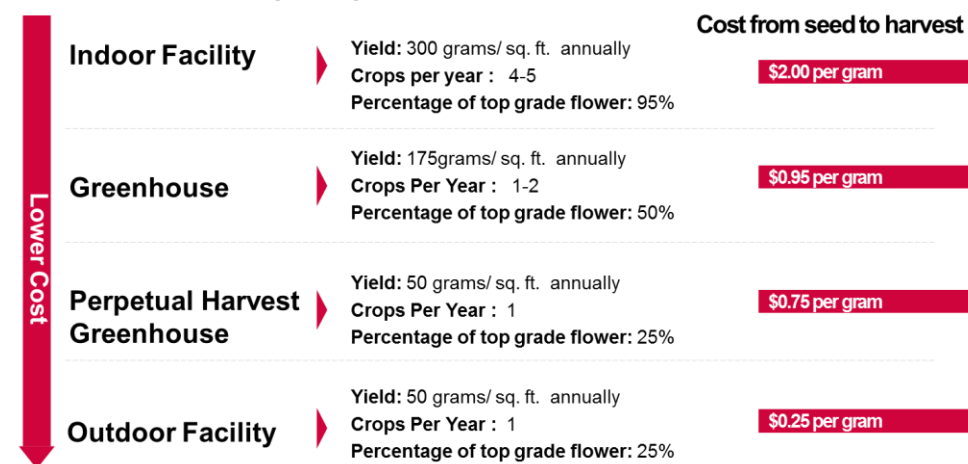 Cost from seed to harvest
Indoor Facility
Yield: 300 grams/ sq. ft. annually
Crops per year : 4-5
Percentage of top grade flower: 95%
$2.00 per gram
Greenhouse
Yield: 175grams/ sq. ft. annually
Crops Per Year : 1-2
Percentage of top grade flower: 50%
$0.95 per gram
Lower Cost
Perpetual Harvest
Greenhouse
Yield: 50 grams/ sq. ft. annually
Crops Per Year : 1
Percentage of top grade flower: 25%
$0.75 per gram
Outdoor Facility
Yield: 50 grams/ sq. ft. annually
Crops Per Year : 1
Percentage of top grade flower: 25%
$0.25 per gram